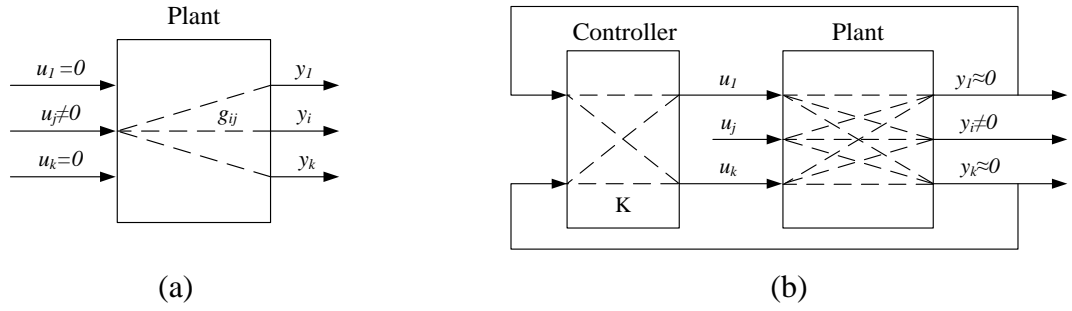 Plant
u1 =0
uj≠0
uk=0
gij
y1
yi
yk
(a)
Controller
Plant
u1
uj
uk
K
y1≈0
yi≠0
yk≈0
(b)